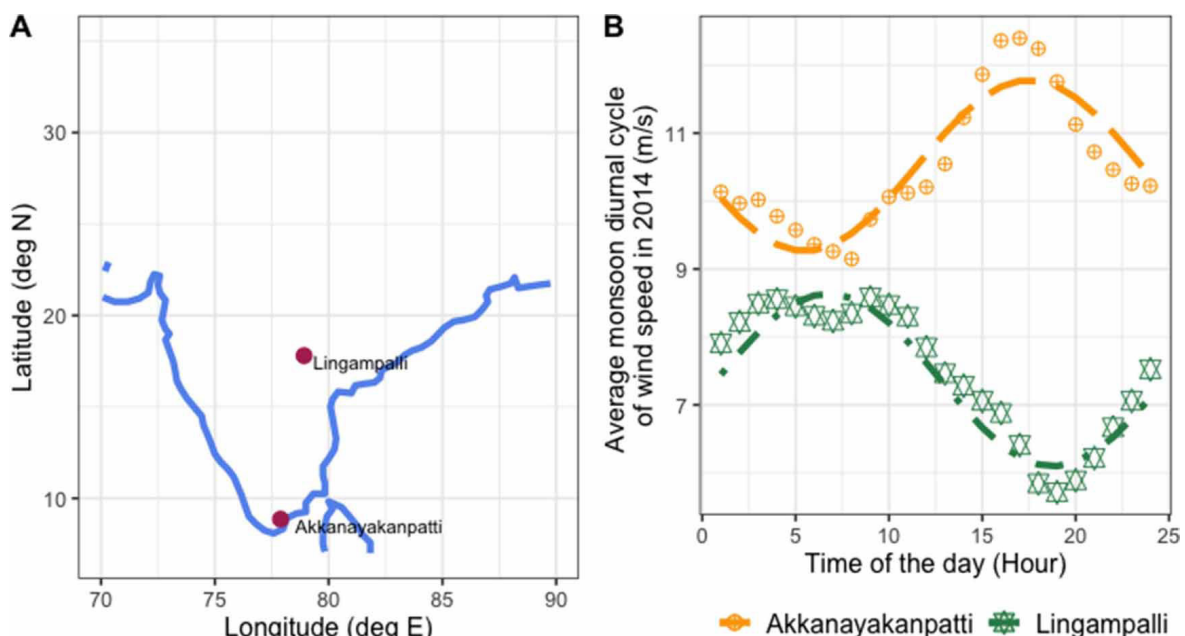 A
Latitude (deg N)
30
20
10
Lingampalli
Akkanayakanpatti
70
75
80
85
90
Longitude (deg E)
B
Average monsoon diurnal cycle
of wind speed in 2014 (m/s)
11
9
7
0
5
10
15
20
25
Time of the day (Hour)
Akkanayakanpatti
Lingampalli